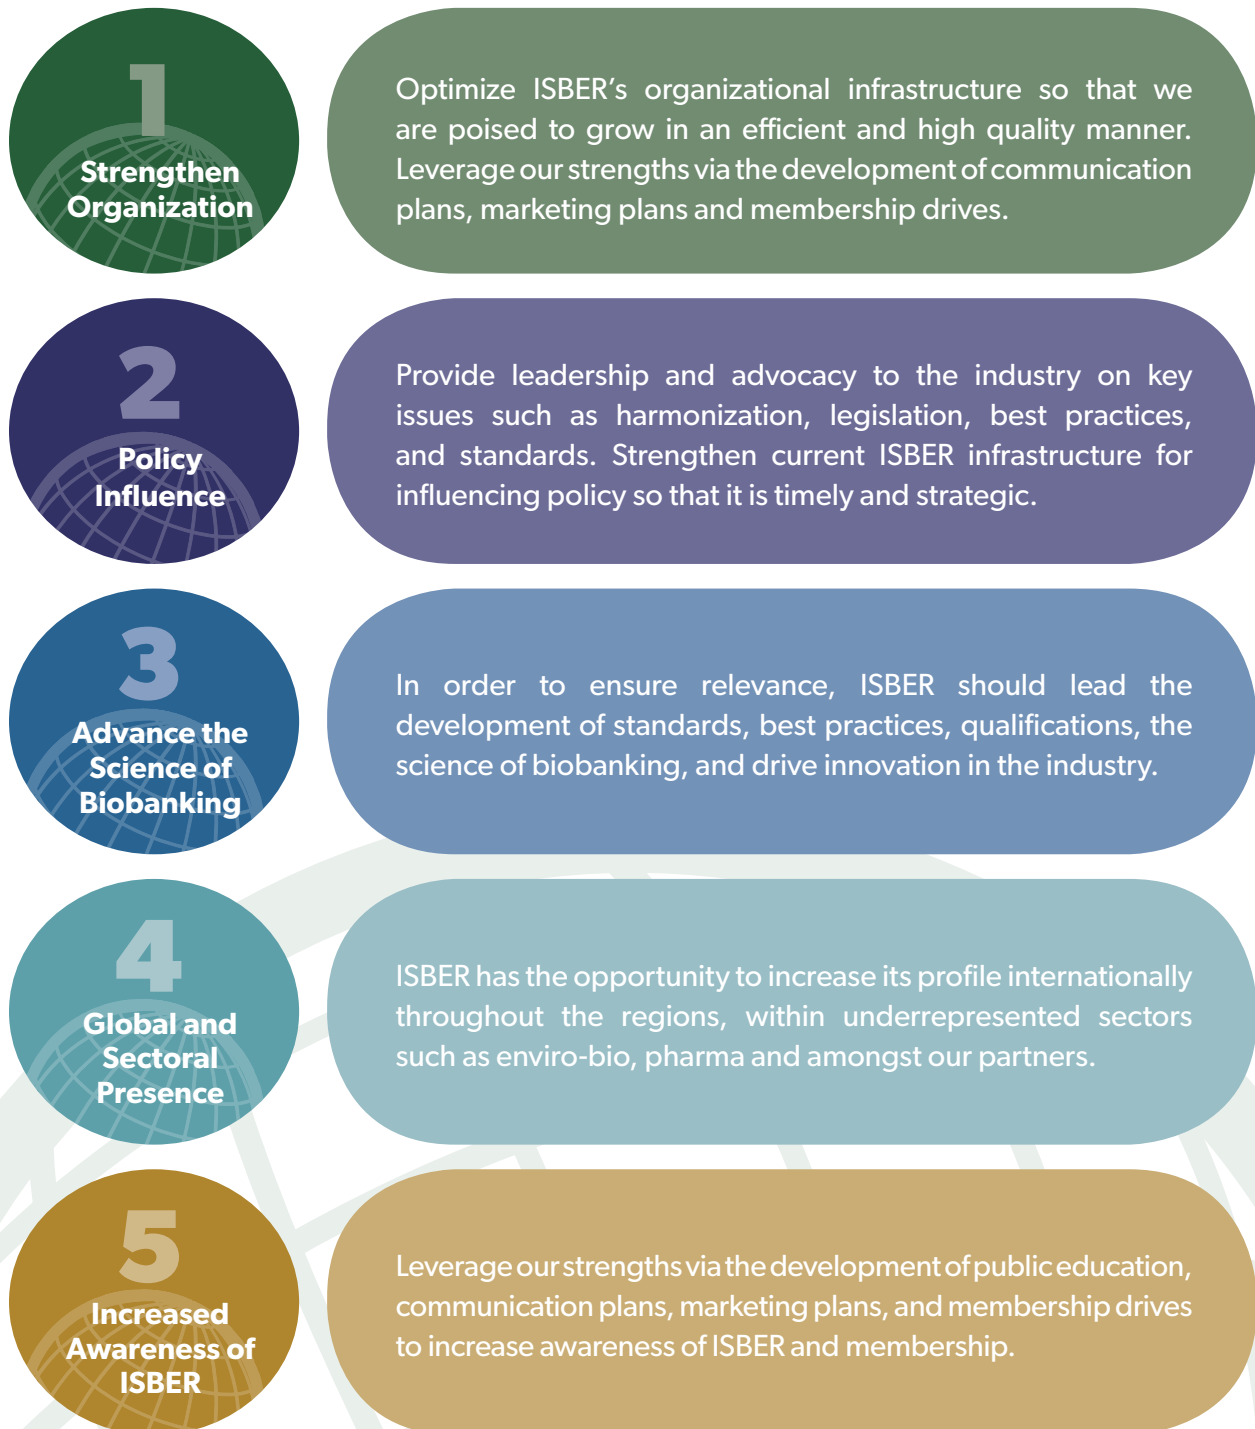 1
Strengthen
Organization
Optimize ISBER’s organizational infrastructure so that we
are poised to grow in an efficient and high quality manner.
Leverage our strengths via the development of communication
plans, marketing plans and membership drives.
2
Policy
Influence
Provide leadership and advocacy to the industry on key
issues such as harmonization, legislation, best practices,
and standards. Strengthen current ISBER infrastructure for
influencing policy so that it is timely and strategic.
3
Advance the
Science of
Biobanking
In order to ensure relevance, ISBER should lead the
development of standards, best practices, qualifications, the
science of biobanking, and drive innovation in the industry.
4
Global and
Sectoral
Presence
ISBER has the opportunity to increase its profile internationally
throughout the regions, within underrepresented sectors
such as enviro-bio, pharma and amongst our partners.
5
Increased
Awareness of
ISBER
Leverage our strengths via the development of public education,
communication plans, marketing plans, and membership drives
to increase awareness of ISBER and membership.